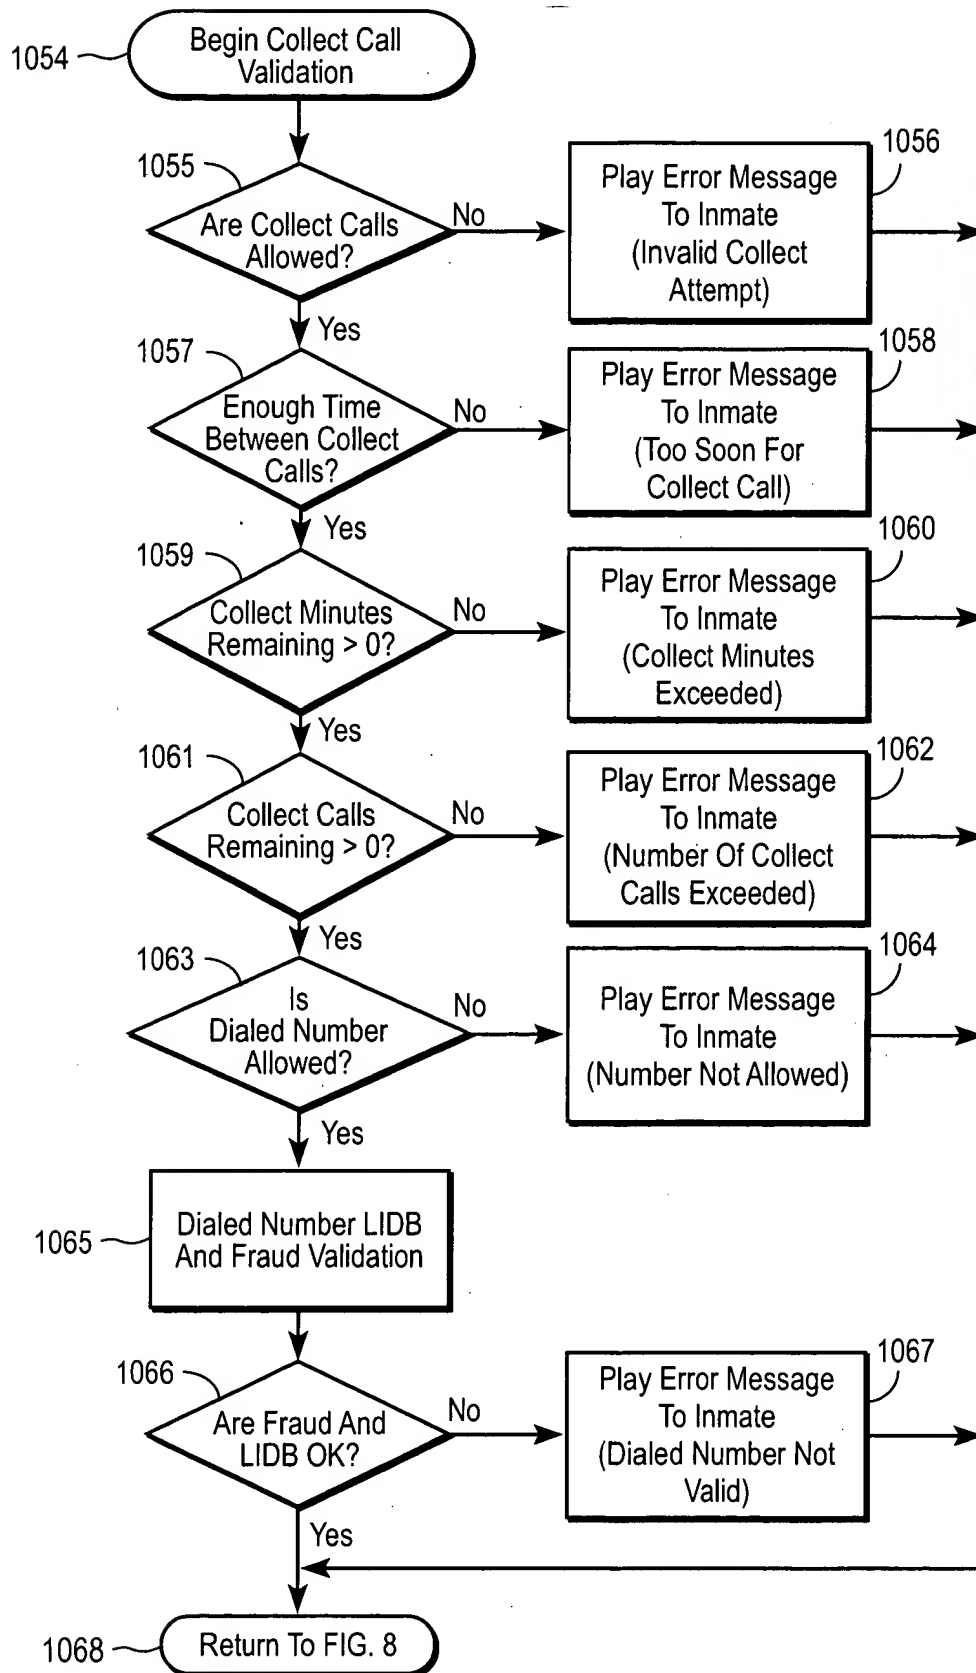 1054
Begin Collect Call
Validation
1055
Are Collect Calls
Allowed?
No
Yes
1056
Play Error Message
To Inmate
(Invalid Collect
Attempt)
1057
Enough Time
Between Collect
Calls?
No
Yes
1058
Play Error Message
To Inmate
(Too Soon For
Collect Call)
1059
Collect Minutes
Remaining > 0?
No
Yes
1060
Play Error Message
To Inmate
(Collect Minutes
Exceeded)
1061
Collect Calls
Remaining > 0?
No
Yes
1062
Play Error Message
To Inmate
(Number Of Collect
Calls Exceeded)
1063
Is
Dialed Number
Allowed?
No
Yes
1064
Play Error Message
To Inmate
(Number Not Allowed)
1065
Dialed Number LIDB
And Fraud Validation
1066
Are Fraud And
LIDB OK?
No
Yes
1067
Play Error Message
To Inmate
(Dialed Number Not
Valid)
1068
Return To FIG. 8